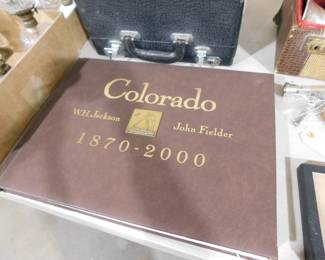 Colorado
W.H. Jackson
John Fielder
1870-2000